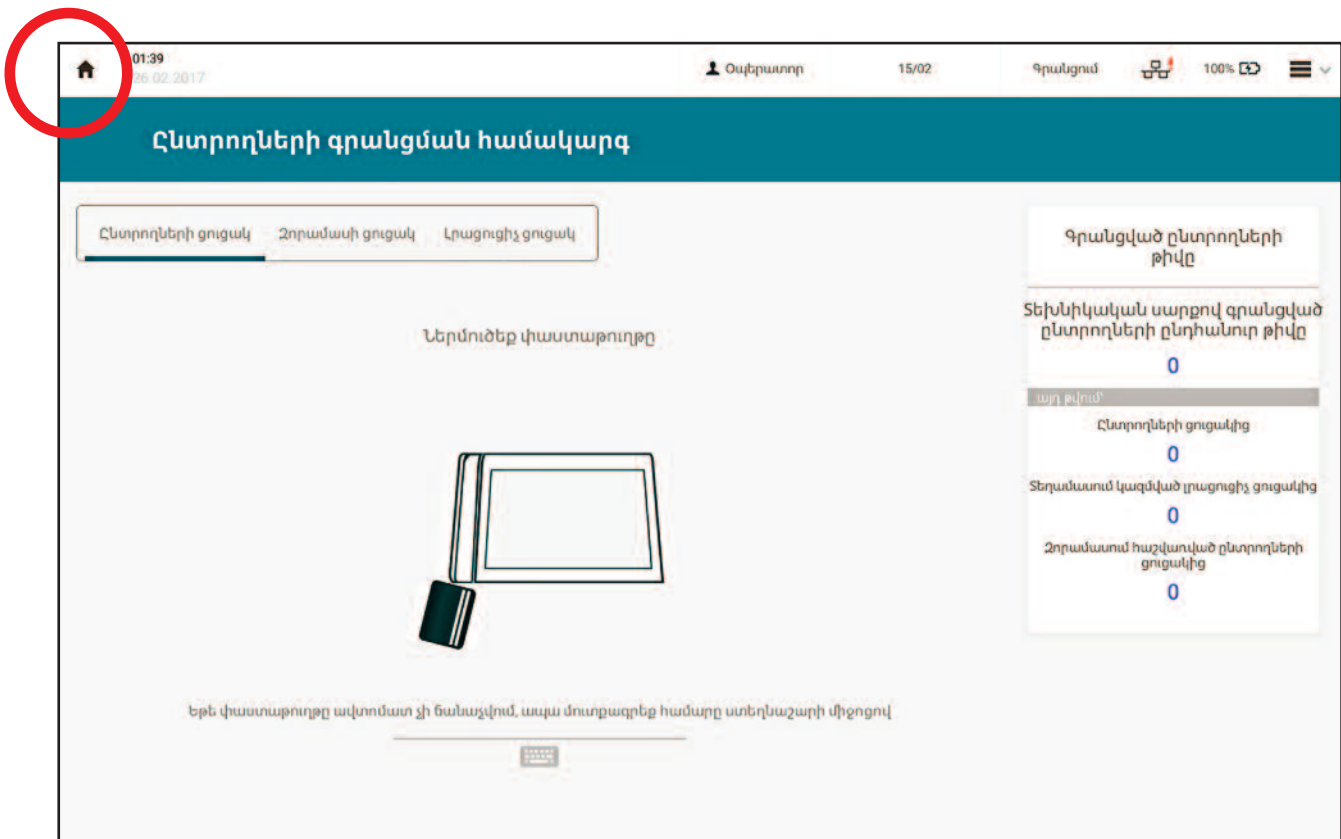 01:39
26 02 2017
Օպերատոր
15/02
Գրանցում
100%
Ընտրողների գրանցման համակարգ
Ընտրողների ցուցակ
Զորամասի ցուցակ
Լրացուցիչ ցուցակ
Ներմուծեք փաստաթուղթը
Եթե փաստաթուղթը ավտոմատ չի ճանաչվում, ապա մուտքագրեք համարը ստեղնաշարի միջոցով
Գրանցված ընտրողների
թիվը
Տեխնիկական սարքով գրանցված
ընտրողների ընդհանուր թիվը
0
այդ թվում՝
Ընտրողների ցուցակից
0
Տեղամասում կազմված լրացուցիչ ցուցակից
0
Զորամասում հաշվառված ընտրողների
ցուցակից
0